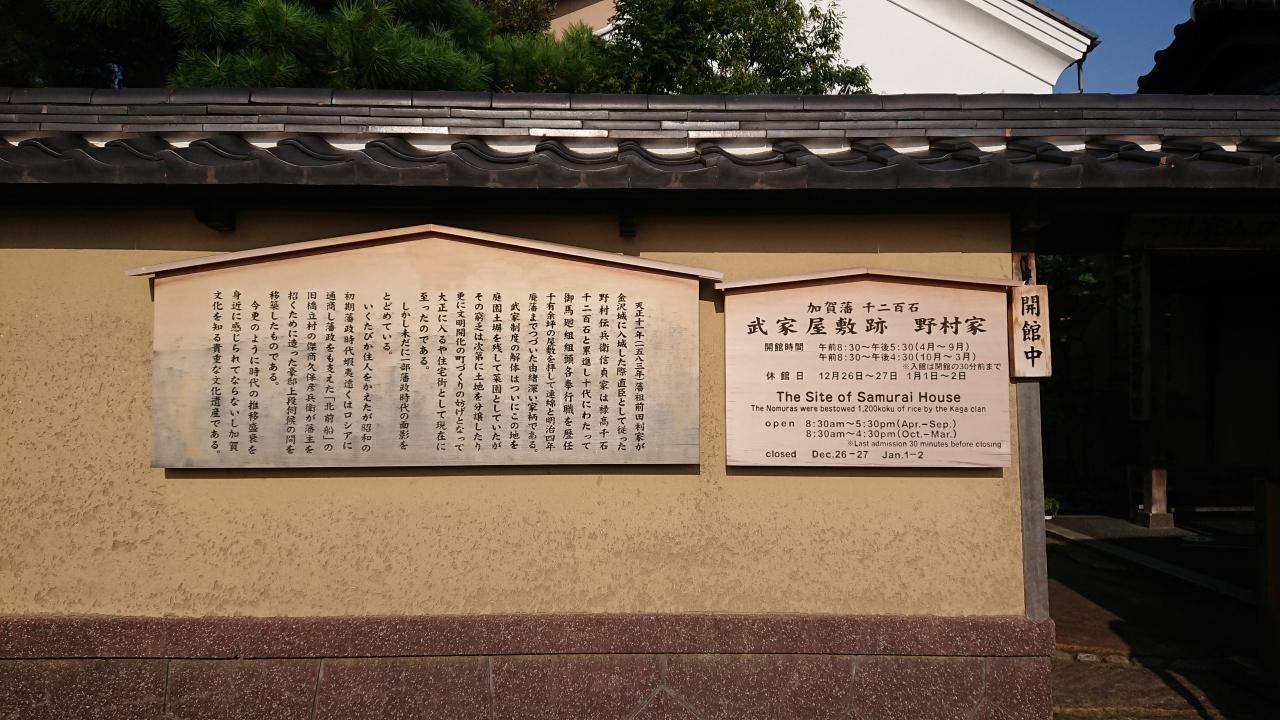 天正十一年(一五八三年)藩祖前田利家が
金沢城に入城した際直臣として従った
野村伝兵衛信貞家は禄高千石
千二百石と累進し十代にわたって
御馬廻組組頭各奉行職を歴任
千有余坪の屋敷を拝して連綿と明治四年
廃藩までつづいた由緒深い家柄である。
武家制度の解体はついにこの地を
庭園土塀を残して菜園としていたが
その窮乏は次第に土地を分譲したり
更に文明開化の町づくりの妨げとなって
大正に入るや住宅街として現在に
至ったのである。
しかし未だに一部藩政時代の面影を
とどめている。
いくたびか住人をかえたが昭和の
初期藩政時代蝦夷遠くはロシアに
通商し藩政をも支えた「北前船」の
旧橋立村の傑商久保彦兵衛が藩主を
招くために造った豪邸上段伺候の間を
移築したものである。
今更のように時代の推移盛衰を
身近に感じられてならないし加賀
文化を知る貴重な文化遺産である。
加賀藩 千二百石
武家屋敷跡 野村家
開館時間 午前8:30~午後5:30(4月~9月)
午前8:30~午後4:30(10月~3月)
※入館は閉館の30分前まで
休館日 12月26日~27日 1月1日~2日
The Site of Samurai House
The Nomuras were bestowed 1,200koku of rice by the Kaga clan
open 8:30am~5:30pm(Apr.-Sep.)
8:30am~4:30pm(Oct.-Mar.)
※Last admission 30 minutes before closing
closed Dec.26-27 Jan.1-2
開館中